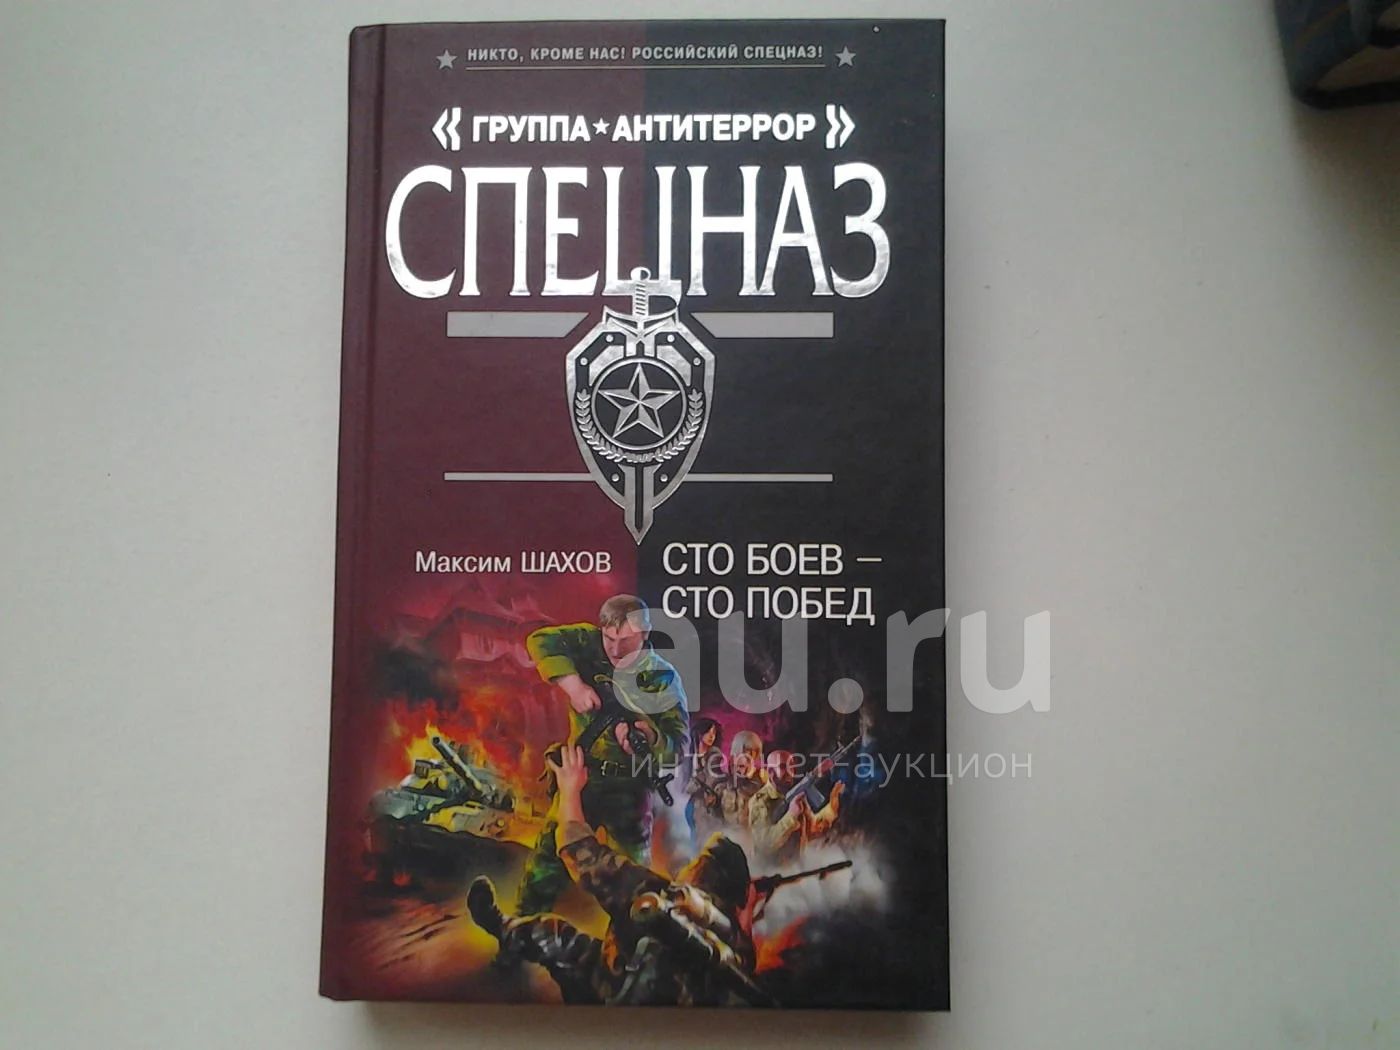 НИКТО, КРОМЕ НАС! РОССИЙСКИЙ СПЕЦНАЗ!
« ГРУППА★АНТИТЕРРОР »
СПЕЦНАЗ
Максим ШАХОВ
СТО БОЕВ –
СТО ПОБЕД
au.ru
интернет-аукцион